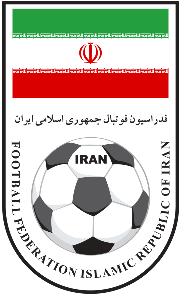 فدراسیون فوتبال جمهوری اسلامی ایران
IRAN
FOOTBALL FEDERATION ISLAMIC REPUBLIC OF IRAN